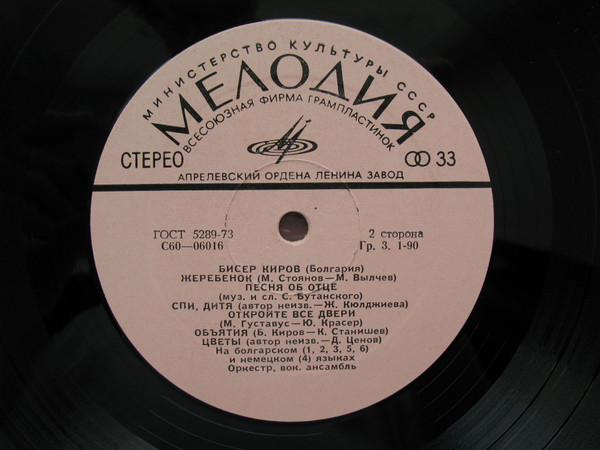 МИНИСТЕРСТВО КУЛЬТУРЫ СССР
МЕЛОДИЯ
ВСЕСОЮЗНАЯ ФИРМА ГРАМПЛАСТИНОК
СТЕРЕО 33
АПРЕЛЕВСКИЙ ОРДЕНА ЛЕНИНА ЗАВОД
ГОСТ 5289-73 2 сторона
С60—06016 Гр. 3. 1-90
БИСЕР КИРОВ (Болгария)
ЖЕРЕБЕНОК (М. Стоянов—М. Вылчев)
ПЕСНЯ ОБ ОТЦЕ
(муз. и сл. С. Бутанского)
СПИ, ДИТЯ (автор неизв.—Ж. Кюлджиева)
ОТКРОЙТЕ ВСЕ ДВЕРИ
(М. Густавус—Ю. Красер)
ОБЪЯТИЯ (Б. Киров—К. Станишев)
ЦВЕТЫ (автор неизв.—Д. Ценов)
На болгарском (1, 2, 3, 5, 6)
и немецком (4) языках
Оркестр, вок. ансамбль